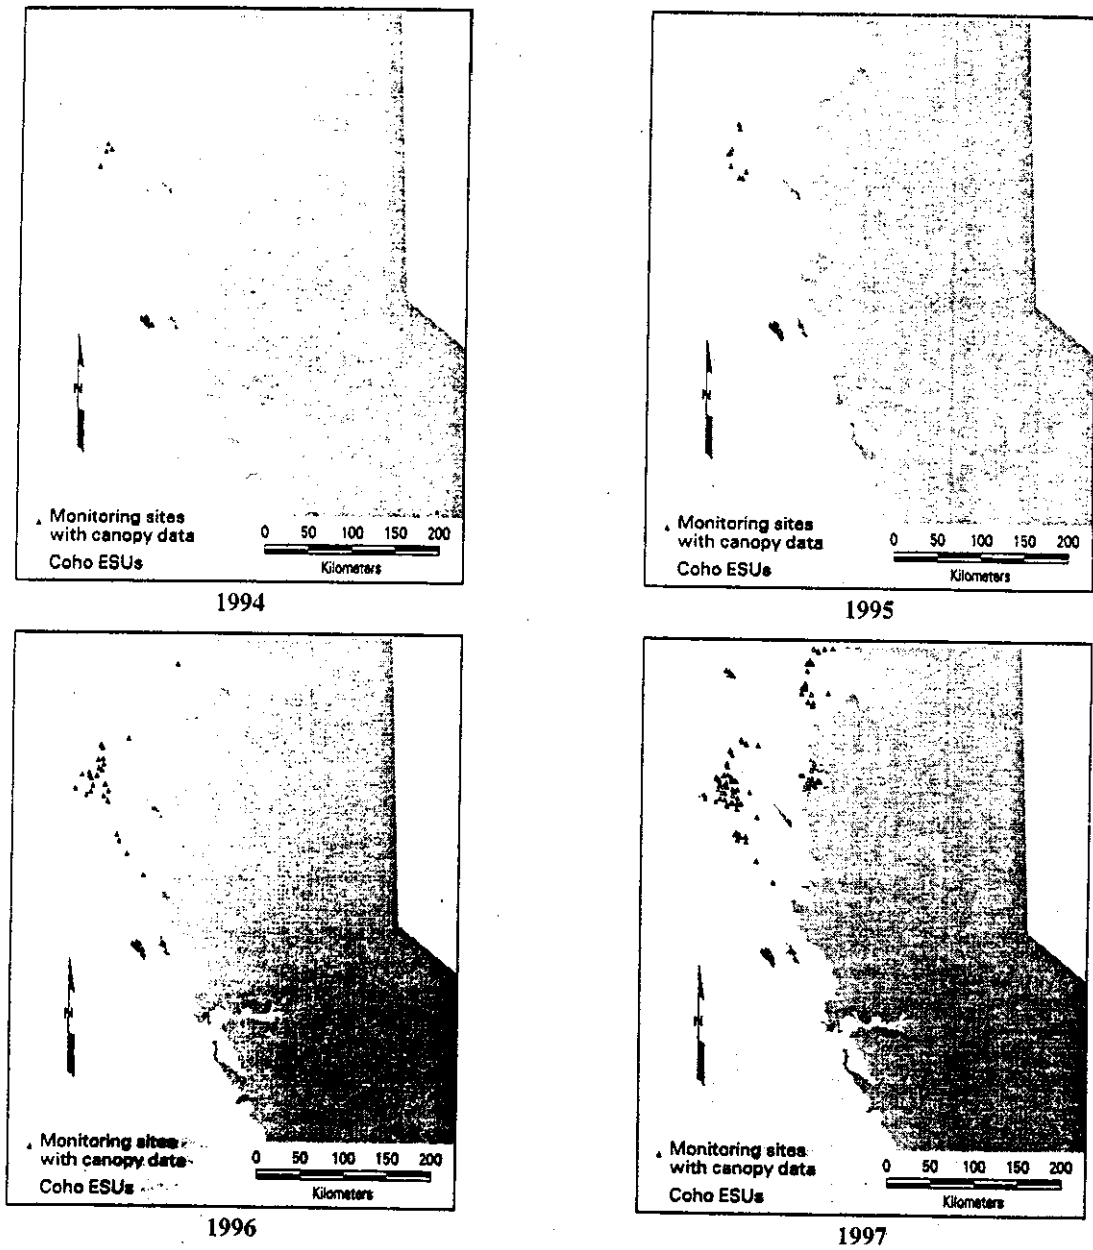 N
Monitoring sites
with canopy data
Coho ESUs
0 50 100 150 200
Kilometers
1994
N
Monitoring sites
with canopy data
Coho ESUs
0 50 100 150 200
Kilometers
1995
N
Monitoring sites
with canopy data
Coho ESUs
0 50 100 150 200
Kilometers
1996
N
Monitoring sites
with canopy data
Coho ESUs
0 50 100 150 200
Kilometers
1997